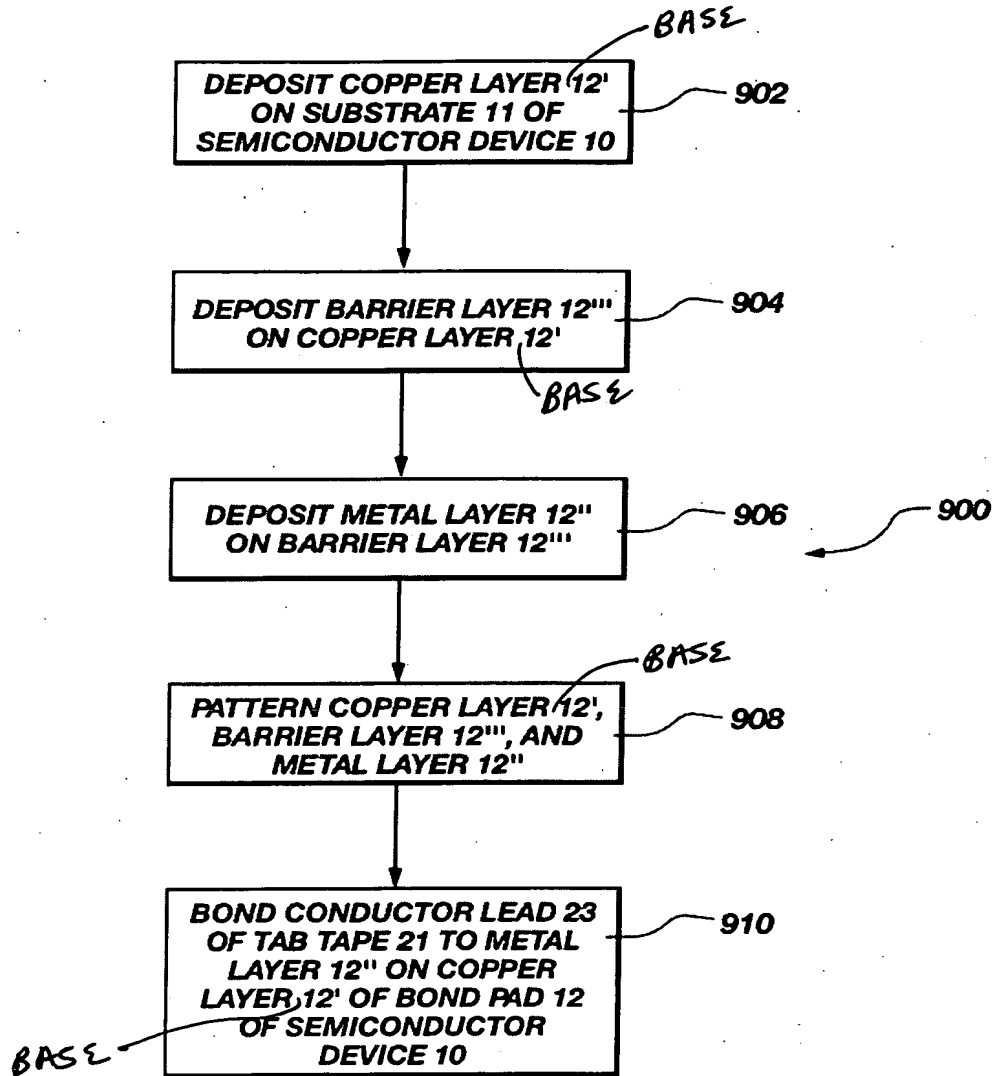 BASE
DEPOSIT COPPER LAYER 12'
ON SUBSTRATE 11 OF
SEMICONDUCTOR DEVICE 10
902
DEPOSIT BARRIER LAYER 12'''
ON COPPER LAYER 12'
904
BASE
DEPOSIT METAL LAYER 12''
ON BARRIER LAYER 12'''
906
900
BASE
PATTERN COPPER LAYER 12',
BARRIER LAYER 12''', AND
METAL LAYER 12''
908
BOND CONDUCTOR LEAD 23
OF TAB TAPE 21 TO METAL
LAYER 12'' ON COPPER
LAYER 12' OF BOND PAD 12
OF SEMICONDUCTOR
DEVICE 10
910
BASE